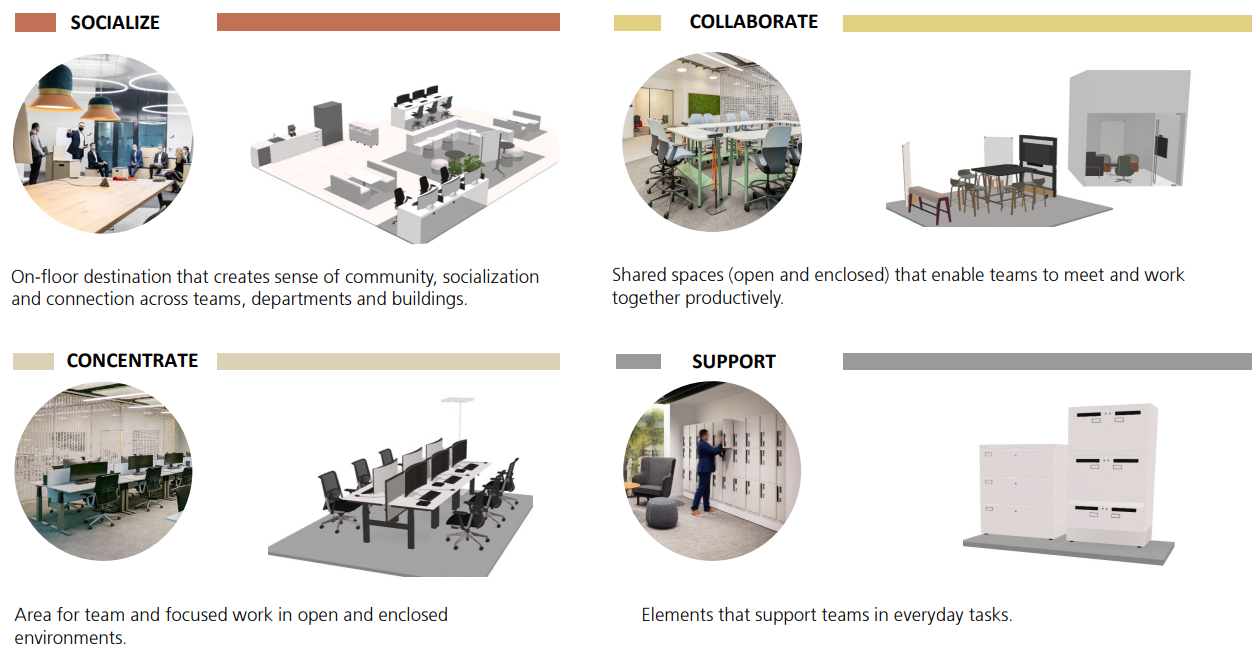 SOCIALIZE
On-floor destination that creates sense of community, socialization
and connection across teams, departments and buildings.
COLLABORATE
Shared spaces (open and enclosed) that enable teams to meet and work
together productively.
CONCENTRATE
Area for team and focused work in open and enclosed
environments.
SUPPORT
Elements that support teams in everyday tasks.